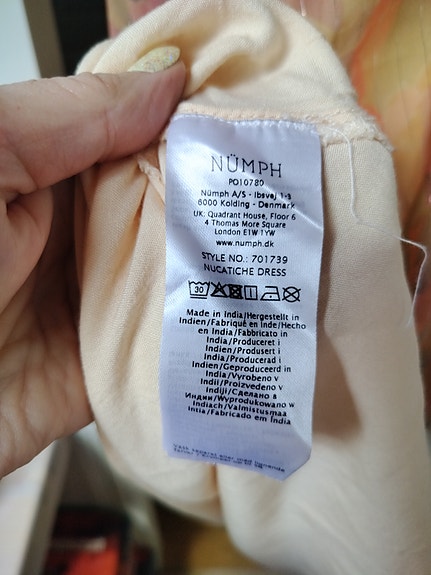 NÜMPH
PO10780
Nümph A/S - Ibsvej 1-3
6000 Kolding - Denmark
UK: Quadrant House, Floor 6
4 Thomas More Square
London E1W 1YW
www.numph.dk
STYLE NO.: 701739
NUCATICHE DRESS
30
Made in India/Hergestellt in
Indien/Fabriqué en Inde/Hecho
en India/Fabbricato in
India/Produceret i
Indien/Produsert i
India/Producerad i
Indien/Geproduceerd in
India/Vyrobeno v
Indii/Proizvedeno v
Indiji/Сделано в
Индии/Wyprodukowano w
Indiach/Valmistusmaa
Intia/Fabricado em Índia